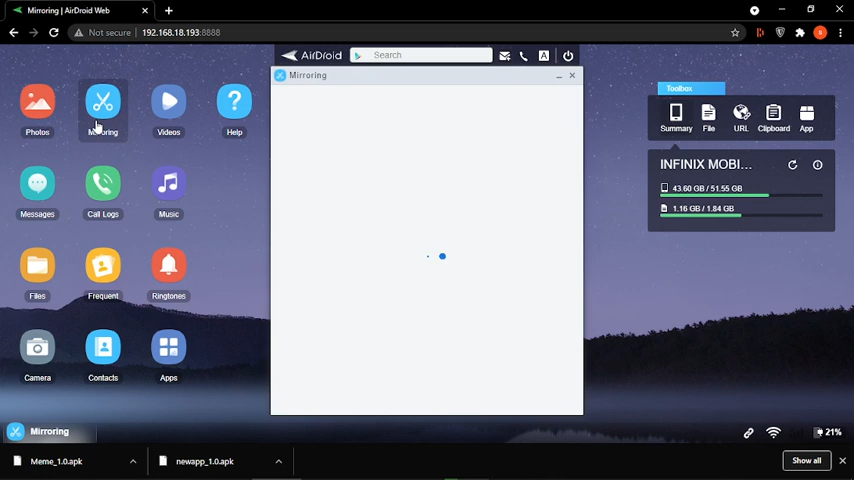 Mirroring | AirDroid Web
Not secure | 192.168.18.193:8888
AirDroid Search
Mirroring
Photos Mirroring Videos Help
Messages Call Logs Music
Files Frequent Ringtones
Camera Contacts Apps
Toolbox
Summary File URL Clipboard App
INFINIX MOBI...
43.60 GB / 51.55 GB
1.16 GB / 1.84 GB
Mirroring
21%
Meme_1.0.apk newapp_1.0.apk Show all